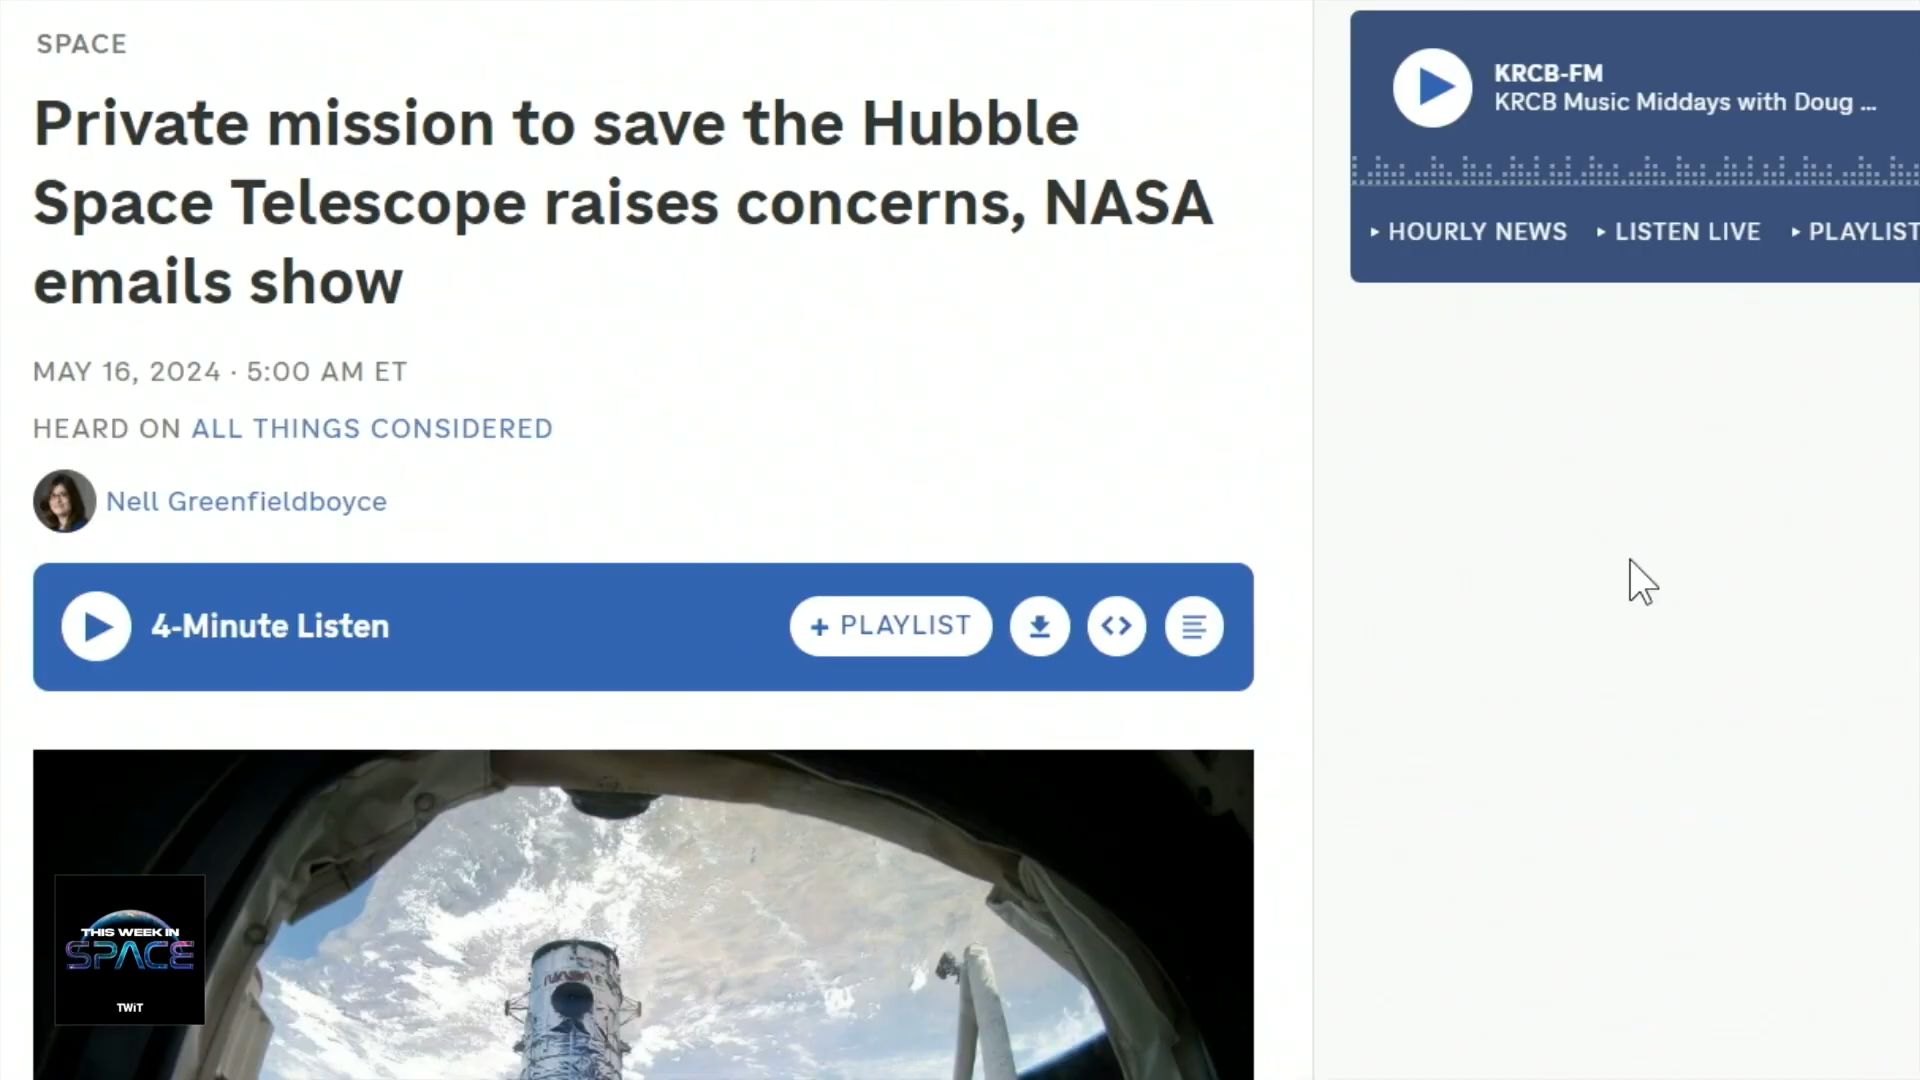 SPACE
Private mission to save the Hubble
Space Telescope raises concerns, NASA
emails show
MAY 16, 2024 · 5:00 AM ET
HEARD ON ALL THINGS CONSIDERED
Nell Greenfieldboyce
4-Minute Listen
+ PLAYLIST
KRCB-FM
KRCB Music Middays with Doug ...
HOURLY NEWS
LISTEN LIVE
PLAYLIST
THIS WEEK IN
SPACE
TWiT
NASA